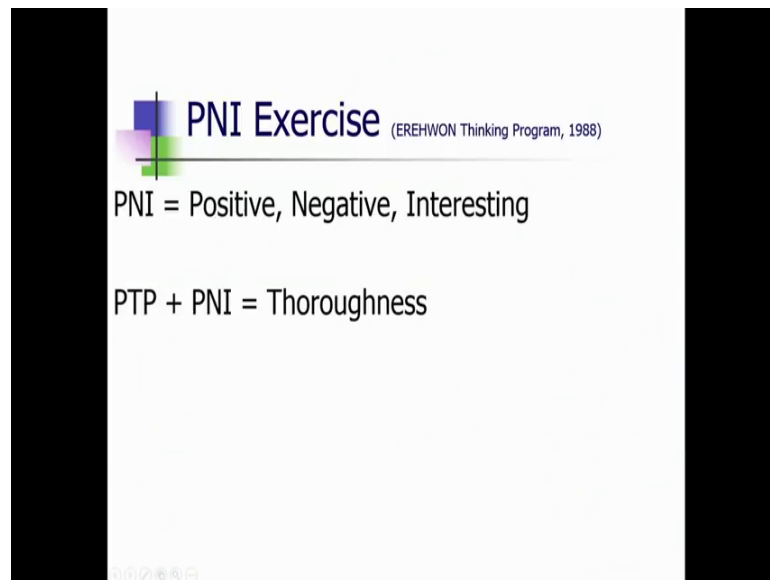 PNI Exercise (EREHWON Thinking Program, 1988)
PNI = Positive, Negative, Interesting
PTP + PNI = Thoroughness